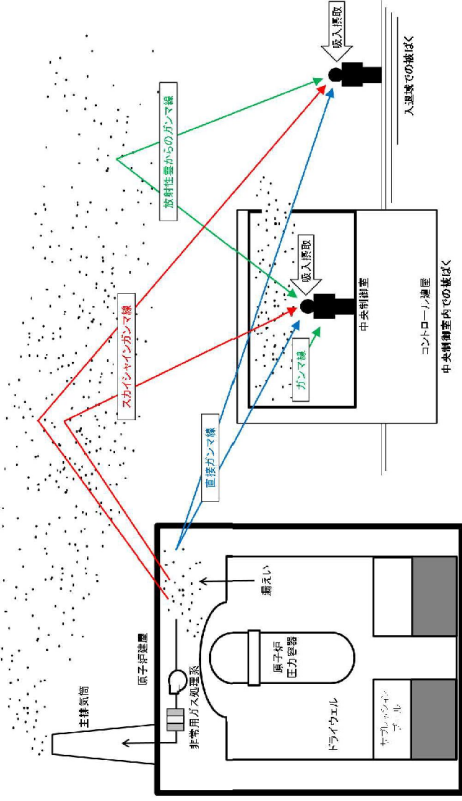 主排気筒
原子炉建屋
非常用ガス処理系
漏えい
原子炉
圧力容器
ドライウェル
サプレッション
プール
スカイシャインガンマ線
直接ガンマ線
放射性雲からのガンマ線
ガンマ線
吸入摂取
中央制御室
コントロール建屋
中央制御室内での被ばく
吸入摂取
入退域での被ばく